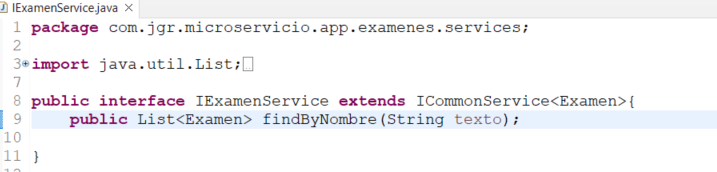 IExamenService.java
1 package com.jgr.microservicio.app.examenes.services;
2
3 import java.util.List;
7
8 public interface IExamenService extends ICommonService<Examen>{
9 public List<Examen> findByNombre(String texto);
10
11 }
12